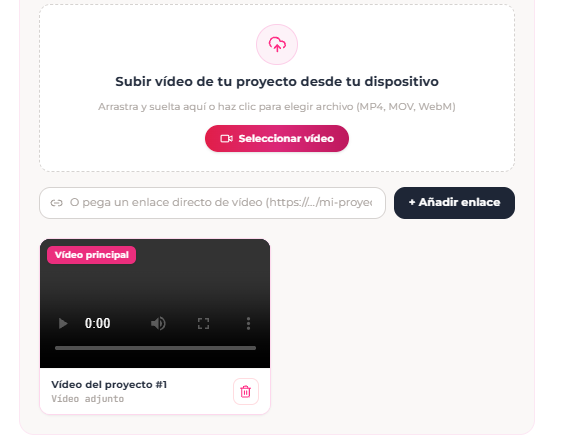 Subir vídeo de tu proyecto desde tu dispositivo
Arrastra y suelta aquí o haz clic para elegir archivo (MP4, MOV, WebM)
Seleccionar vídeo
O pega un enlace directo de vídeo (https://.../mi-proyec
+ Añadir enlace
Vídeo principal
0:00
Vídeo del proyecto #1
Vídeo adjunto